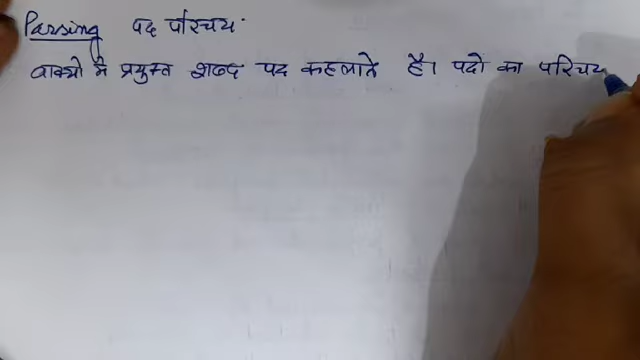 Parsing पद परिचय.
वाक्यो में प्रयुक्त शब्द पद कहलाते है। पदो का परिचय